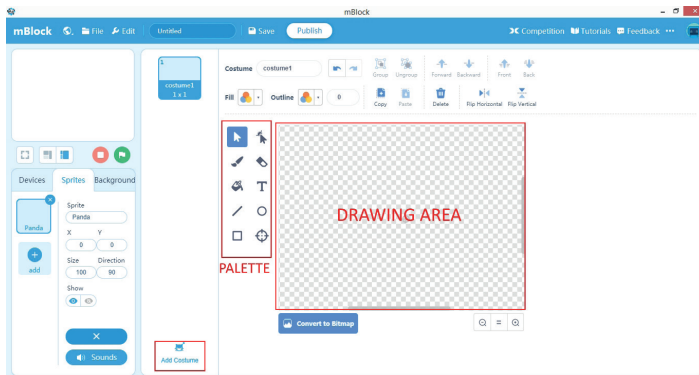 mBlock
mBlock File Edit Untitled Save Publish Competition Tutorials Feedback
1
costume1
1 x 1
Costume costume1
Group Ungroup Forward Backward Front Back
Fill Outline 0
Copy Paste Delete Flip Horizontal Flip Vertical
Devices Sprites Background
Panda
add
Sprite
Panda
X Y
0 0
Size Direction
100 90
Show
Sounds
Add Costume
PALETTE
DRAWING AREA
Convert to Bitmap